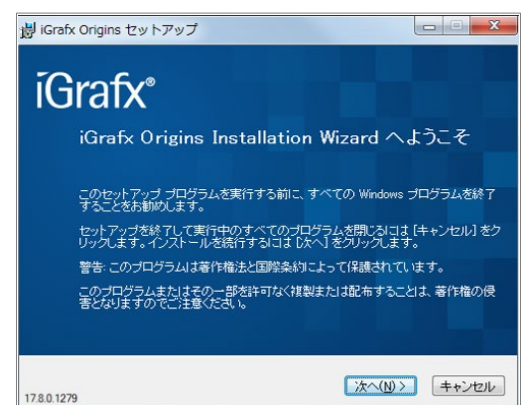 iGrafx Origins セットアップ
iGrafx®
iGrafx Origins Installation Wizard へようこそ
このセットアップ プログラムを実行する前に、すべての Windows プログラムを終了
することをお勧めします。
セットアップを終了して実行中のすべてのプログラムを閉じるには [キャンセル] をク
リックします。インストールを続行するには [次へ] をクリックします。
警告: このプログラムは著作権法と国際条約によって保護されています。
このプログラムまたはその一部を許可なく複製または配布することは、著作権の侵
害となりますのでご注意ください。
次へ(N) >
キャンセル
17.8.0.1279